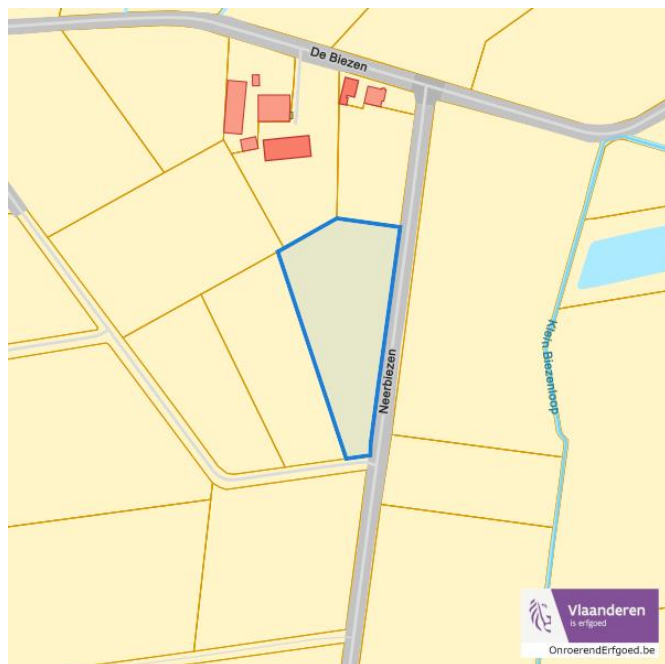 De Biezen
Neerbiezen
Klein Biezenloop
Vlaanderen
is erfgoed
OnroerendErfgoed.be